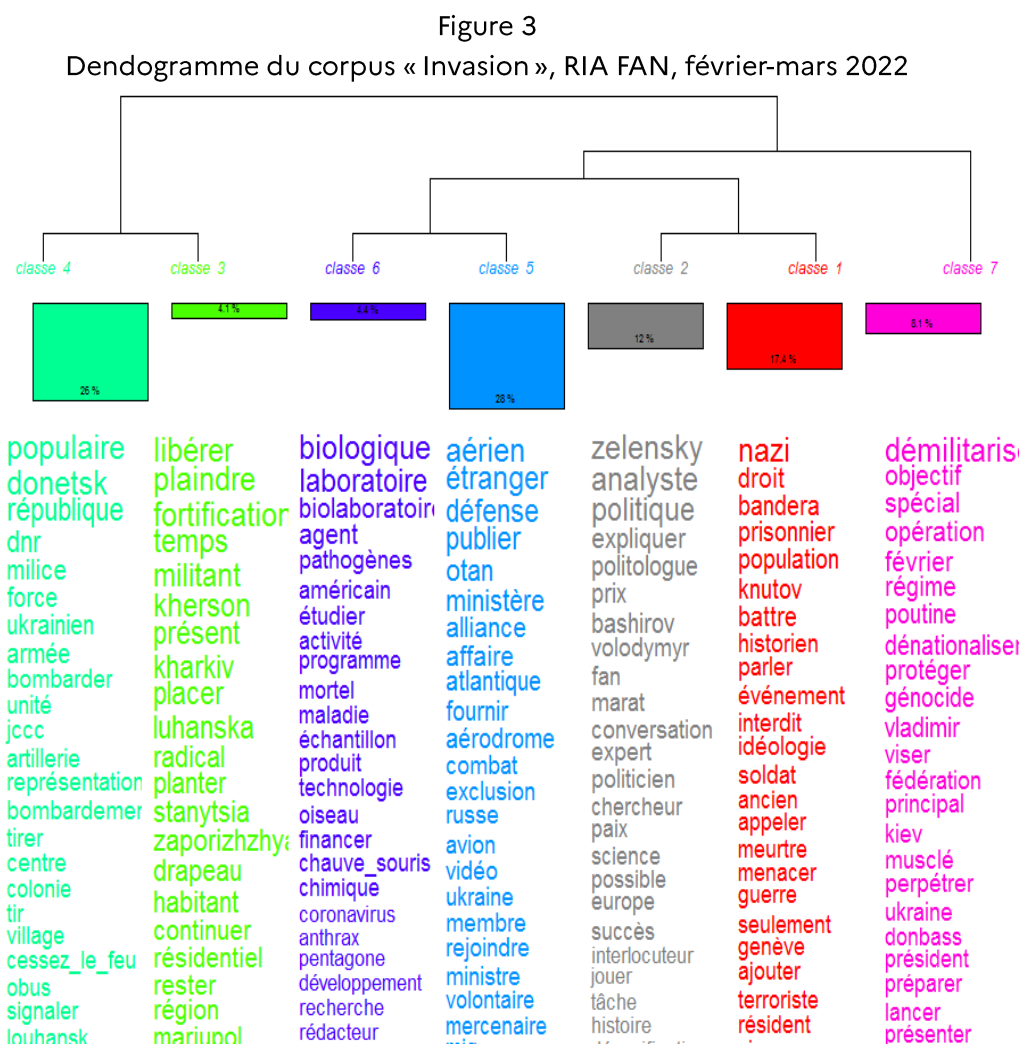 Figure 3
Dendogramme du corpus « Invasion », RIA FAN, février-mars 2022
classe 4
classe 3
classe 6
classe 5
classe 2
classe 1
classe 7
26 %
4.1 %
4.4 %
28 %
12 %
17.4 %
8.1 %
populaire
donetsk
république
dnr
milice
force
ukrainien
armée
bombarder
unité
jccc
artillerie
représentation
bombardemer
tirer
centre
colonie
tir
village
cessez_le_feu
obus
signaler
louhansk
libérer
plaindre
fortification
temps
militant
kherson
présent
kharkiv
placer
luhanska
radical
planter
stanytsia
zaporizhzhya
drapeau
habitant
continuer
résidentiel
rester
région
mariupol
biologique
laboratoire
biolaboratoire
agent
pathogènes
américain
étudier
activité
programme
mortel
maladie
échantillon
produit
technologie
oiseau
financer
chauve_souris
chimique
coronavirus
anthrax
pentagone
développement
recherche
rédacteur
aérien
étranger
défense
publier
otan
ministère
alliance
affaire
atlantique
fournir
aérodrome
combat
exclusion
russe
avion
vidéo
ukraine
membre
rejoindre
ministre
volontaire
mercenaire
zelensky
analyste
politique
expliquer
politologue
prix
bashirov
volodymyr
fan
marat
conversation
expert
politicien
chercheur
paix
science
possible
europe
succès
interlocuteur
jouer
tâche
histoire
nazi
droit
bandera
prisonnier
population
knutov
battre
historien
parler
événement
interdit
idéologie
soldat
ancien
appeler
meurtre
menacer
guerre
seulement
genève
ajouter
terroriste
résident
démilitaris
objectif
spécial
opération
février
régime
poutine
dénationaliser
protéger
génocide
vladimir
viser
fédération
principal
kiev
musclé
perpétrer
ukraine
donbass
président
préparer
lancer
présenter